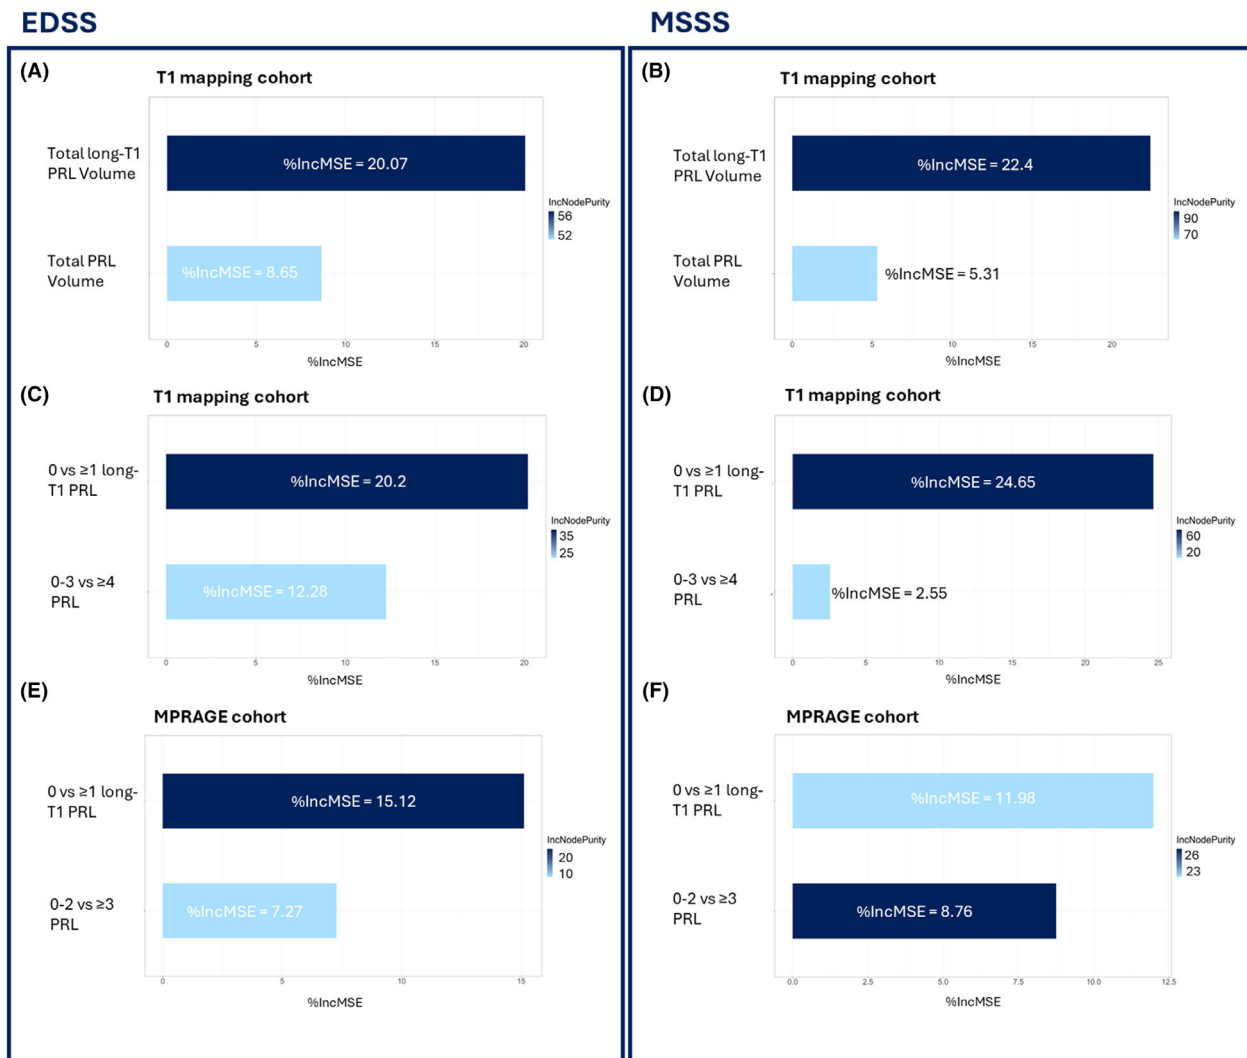 EDSS
MSSS
(A)
T1 mapping cohort
Total long-T1
PRL Volume
%IncMSE = 20.07
Total PRL
Volume
%IncMSE = 8.65
IncNodePurity
56
52
0 5 10 15 20
%IncMSE
(B)
T1 mapping cohort
Total long-T1
PRL Volume
%IncMSE = 22.4
Total PRL
Volume
%IncMSE = 5.31
IncNodePurity
90
70
0 5 10 15 20
%IncMSE
(C)
T1 mapping cohort
0 vs ≥1 long-
T1 PRL
%IncMSE = 20.2
0-3 vs ≥4
PRL
%IncMSE = 12.28
IncNodePurity
35
25
0 5 10 15 20
%IncMSE
(D)
T1 mapping cohort
0 vs ≥1 long-
T1 PRL
%IncMSE = 24.65
0-3 vs ≥4
PRL
%IncMSE = 2.55
IncNodePurity
60
20
0 5 10 15 20 25
%IncMSE
(E)
MPRAGE cohort
0 vs ≥1 long-
T1 PRL
%IncMSE = 15.12
0-2 vs ≥3
PRL
%IncMSE = 7.27
IncNodePurity
20
10
0 5 10 15
%IncMSE
(F)
MPRAGE cohort
0 vs ≥1 long-
T1 PRL
%IncMSE = 11.98
0-2 vs ≥3
PRL
%IncMSE = 8.76
IncNodePurity
26
23
0.0 2.5 5.0 7.5 10.0 12.5
%IncMSE